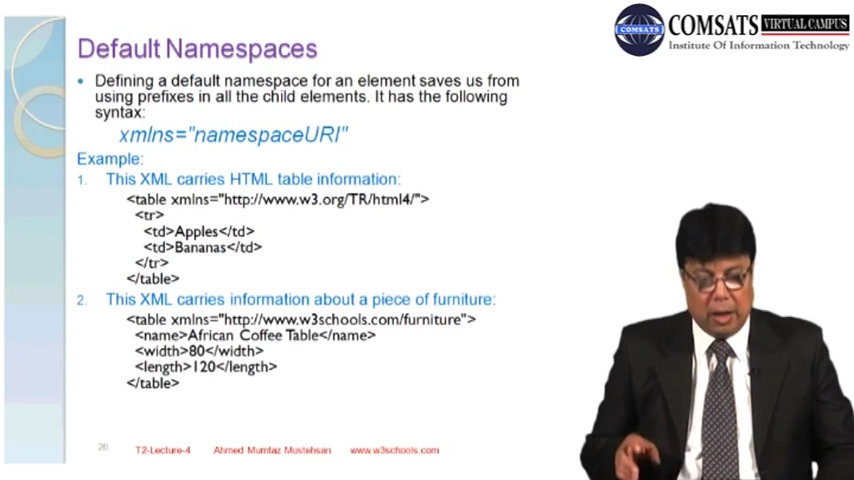 COMSATS VIRTUAL CAMPUS
COMSATS
Institute Of Information Technology
Default Namespaces
Defining a default namespace for an element saves us from
using prefixes in all the child elements. It has the following
syntax:
xmlns="namespaceURI"
Example:
1. This XML carries HTML table information:
<table xmlns="http://www.w3.org/TR/html4/">
<tr>
<td>Apples</td>
<td>Bananas</td>
</tr>
</table>
2. This XML carries information about a piece of furniture:
<table xmlns="http://www.w3schools.com/furniture">
<name>African Coffee Table</name>
<width>80</width>
<length>120</length>
</table>
26 T2-Lecture-4 Ahmed Mumtaz Mustehsan www.w3schools.com